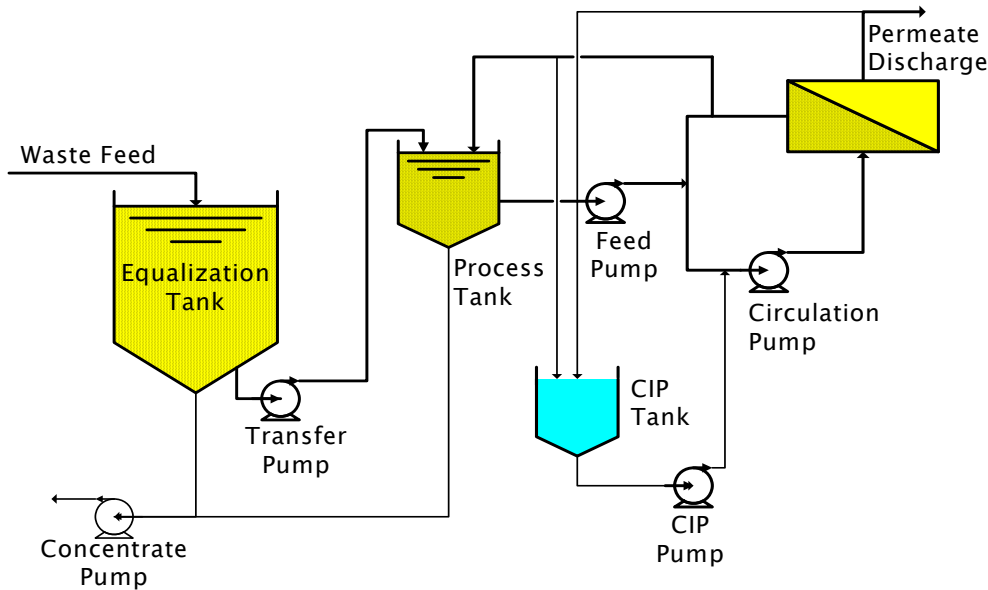 Permeate
Discharge
Waste Feed
Equalization
Tank
Process
Tank
Feed
Pump
Circulation
Pump
CIP
Tank
Transfer
Pump
CIP
Pump
Concentrate
Pump